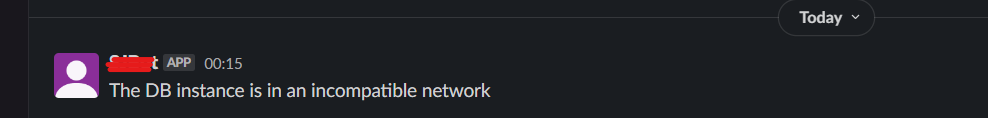 Today
APP 00:15
The DB instance is in an incompatible network